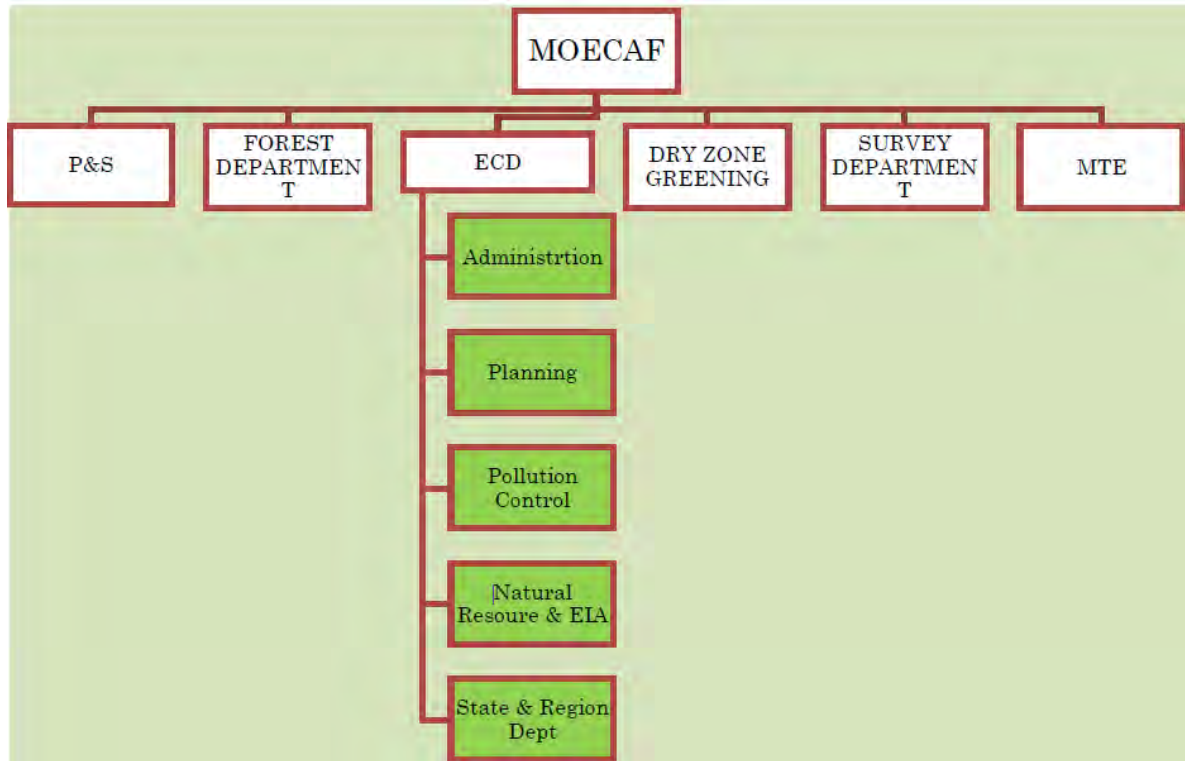 MOECAF
P&S
FOREST
DEPARTMEN
T
ECD
DRY ZONE
GREENING
SURVEY
DEPARTMEN
T
MTE
Administrtion
Planning
Pollution
Control
Natural
Resoure & EIA
State & Region
Dept